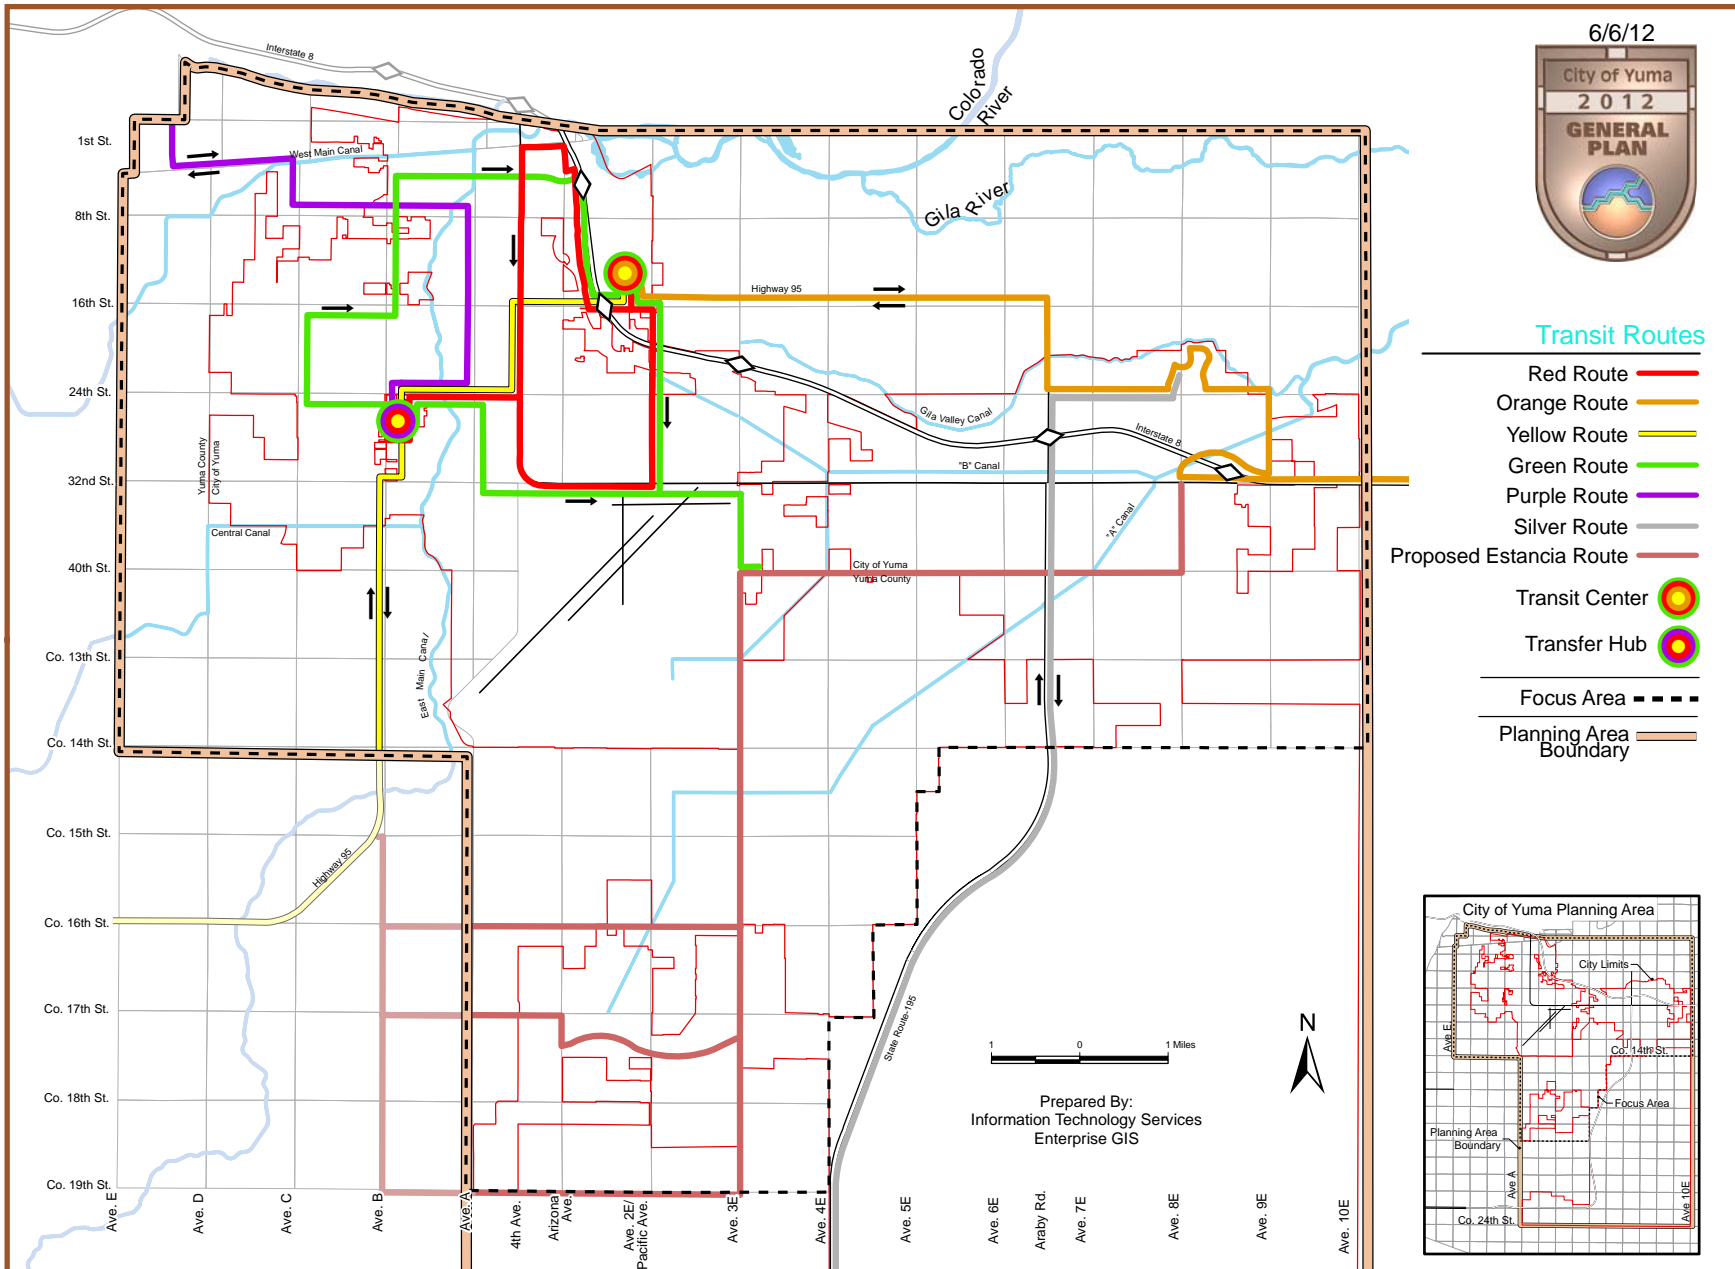 6/6/12
City of Yuma
2012
GENERAL
PLAN
Interstate 8
Colorado
River
Gila River
West Main Canal
1st St.
8th St.
16th St.
24th St.
32nd St.
40th St.
Co. 13th St.
Co. 14th St.
Co. 15th St.
Co. 16th St.
Co. 17th St.
Co. 18th St.
Co. 19th St.
Highway 95
Gila Valley Canal
Interstate 8
"B" Canal
"A" Canal
Yuma County
City of Yuma
Central Canal
City of Yuma
Yuma County
East Main Canal
Highway 95
State Route-195
Transit Routes
Red Route
Orange Route
Yellow Route
Green Route
Purple Route
Silver Route
Proposed Estancia Route
Transit Center
Transfer Hub
Focus Area
Planning Area
Boundary
1 0 1 Miles
N
Prepared By:
Information Technology Services
Enterprise GIS
Ave. E
Ave. D
Ave. C
Ave. B
Ave. A
4th Ave.
Arizona
Ave.
Ave. 2E/
Pacific Ave.
Ave. 3E
Ave. 4E
Ave. 5E
Ave. 6E
Araby Rd.
Ave. 7E
Ave. 8E
Ave. 9E
Ave. 10E
City of Yuma Planning Area
City Limits
Ave E
Co. 14th St.
Focus Area
Planning Area
Boundary
Ave A
Ave 10E
Co. 24th St.